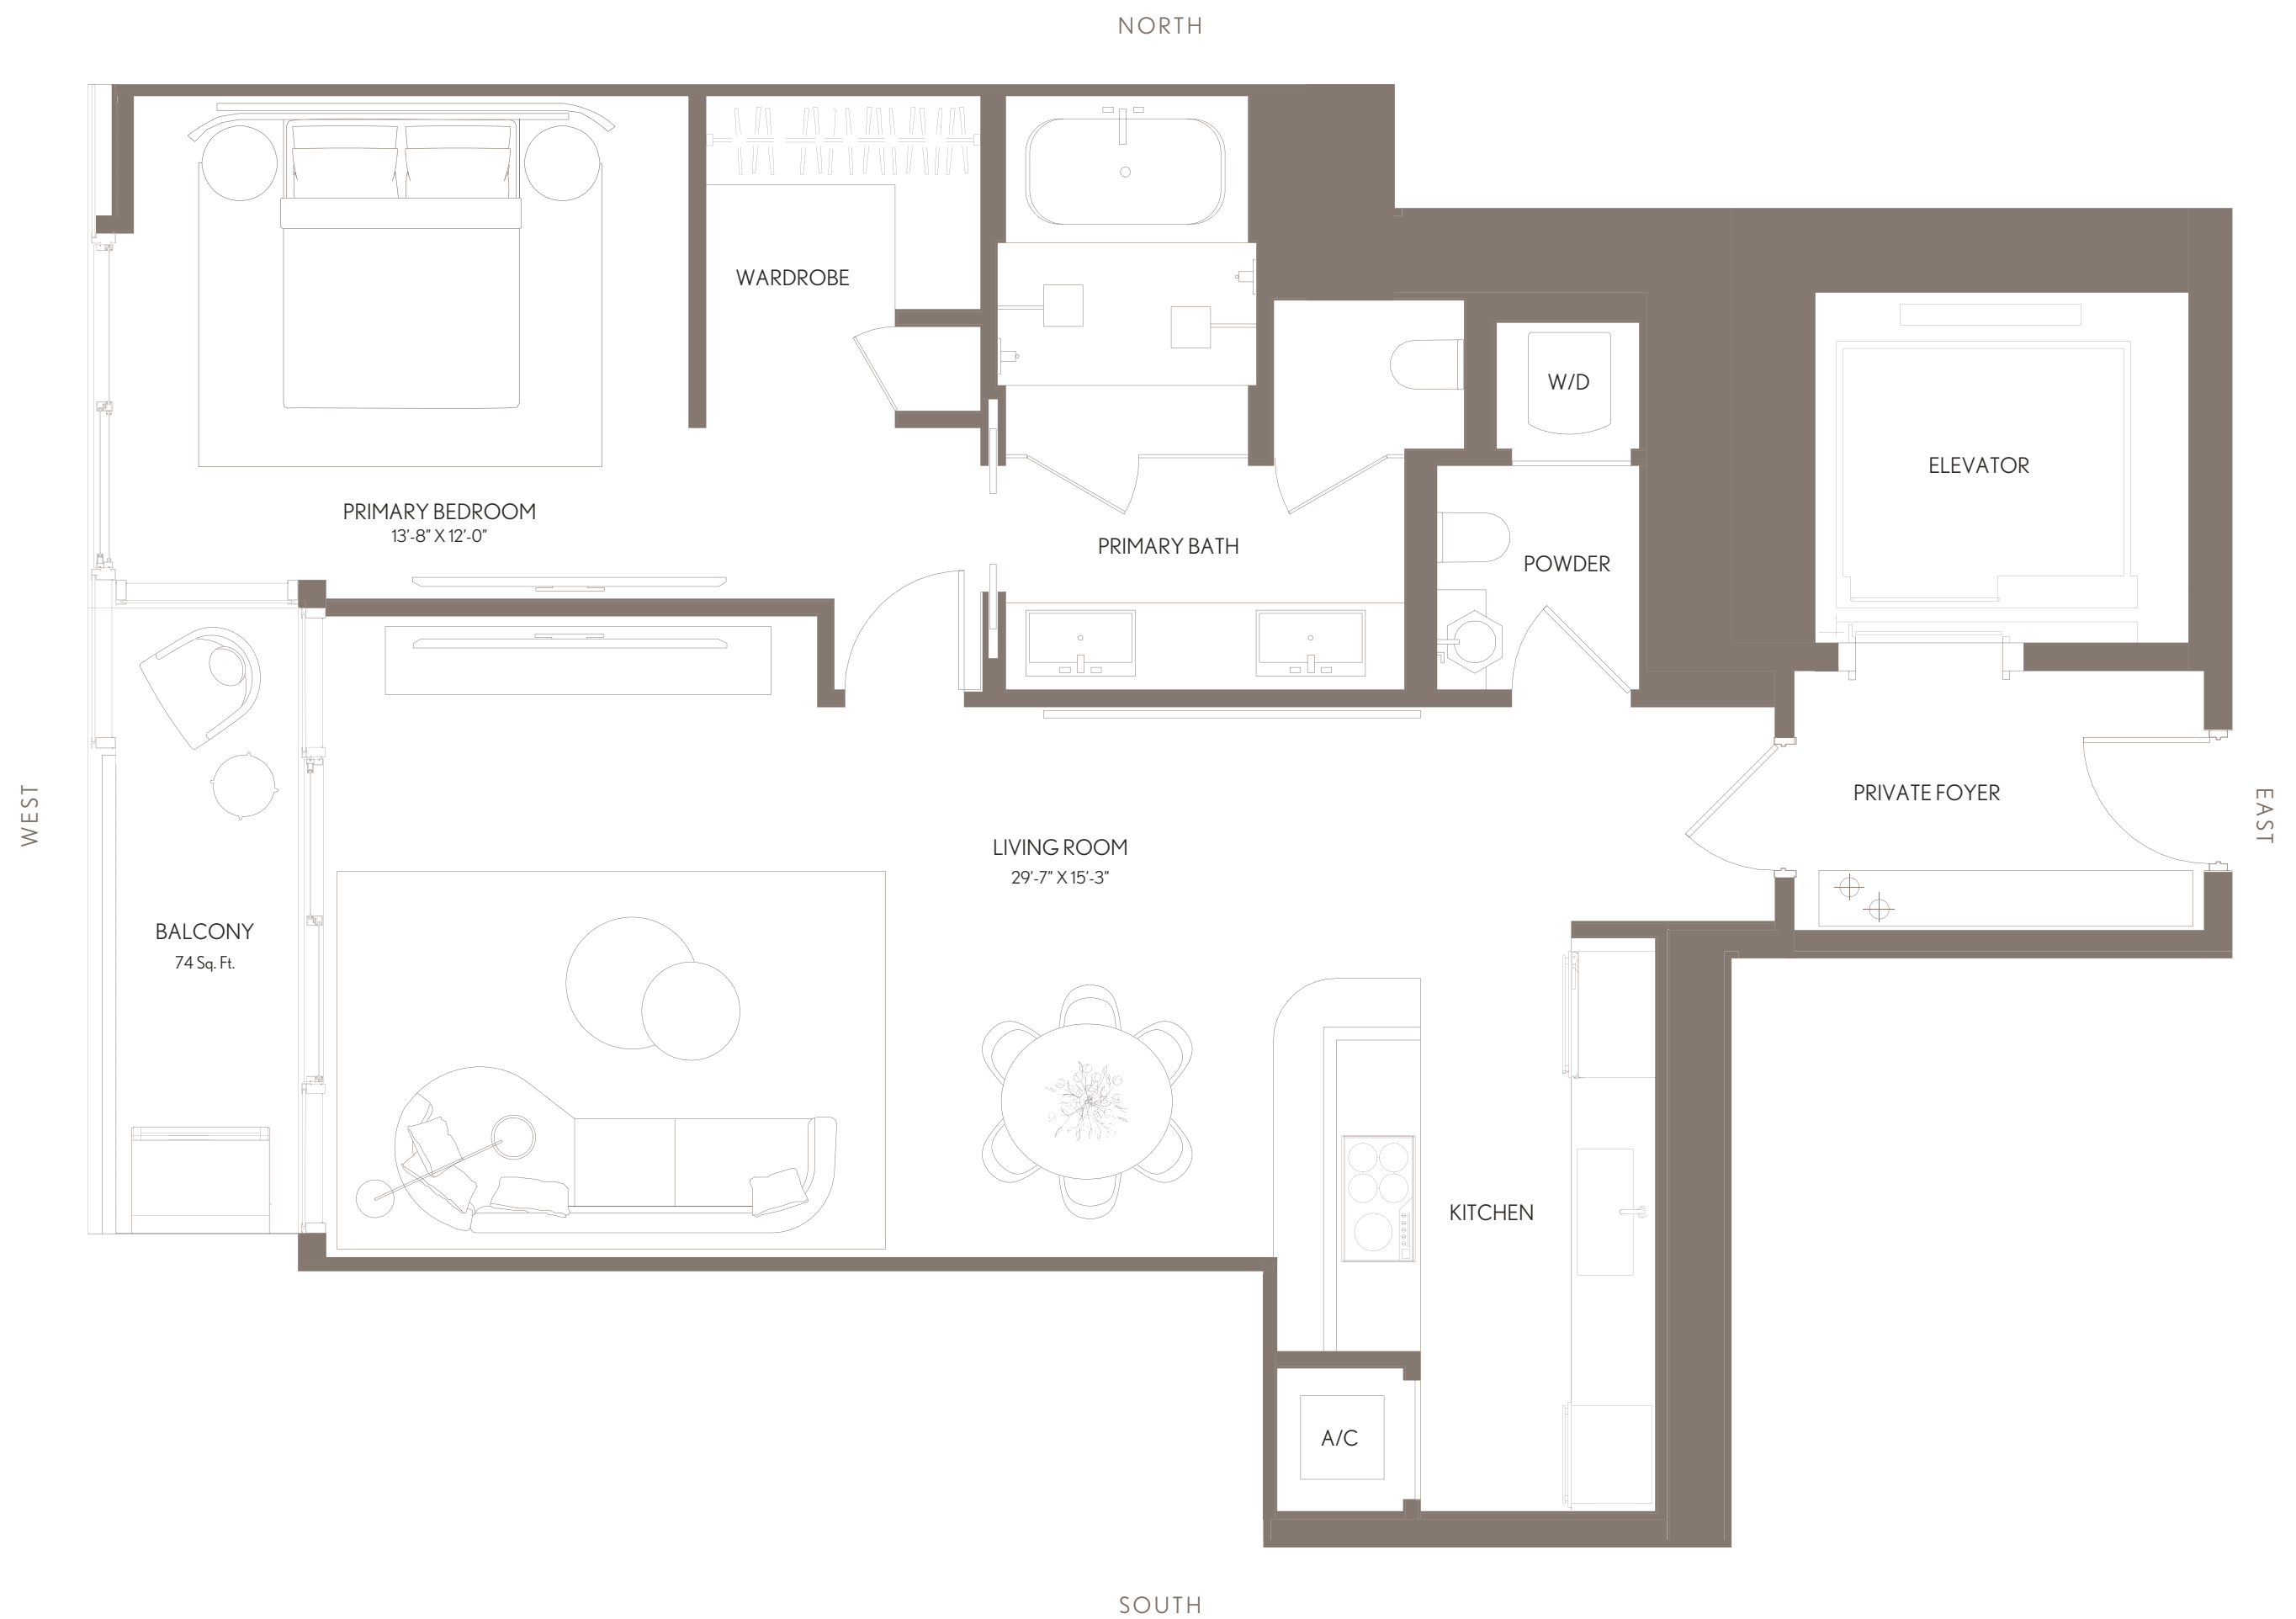 NORTH
WARDROBE
W/D
ELEVATOR
PRIMARY BEDROOM
13'-8" X 12'-0"
PRIMARY BATH
POWDER
WEST
PRIVATE FOYER
EAST
LIVING ROOM
29'-7" X 15'-3"
BALCONY
74 Sq. Ft.
KITCHEN
A/C
SOUTH